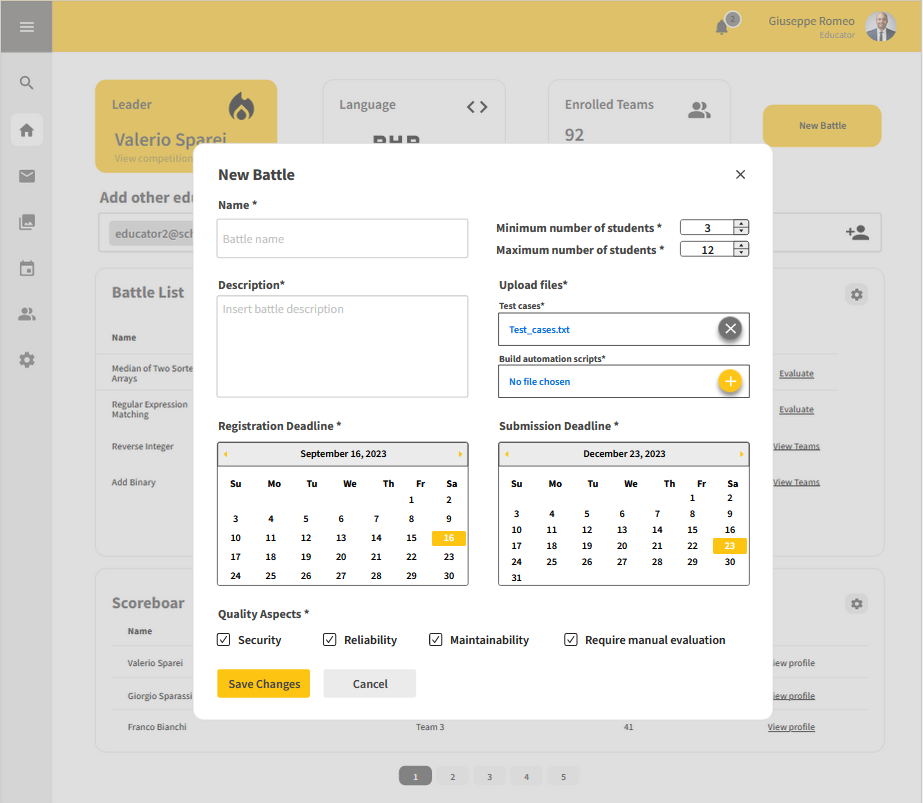 2
Giuseppe Romeo
Educator
Leader
Valerio Sparei
View competition
Language
PHP
Enrolled Teams
92
New Battle
Add other edu
educator2@sch
New Battle
Name *
Battle name
Minimum number of students *
3
Maximum number of students *
12
Description*
Insert battle description
Upload files*
Test cases*
Test_cases.txt
Build automation scripts*
No file chosen
Registration Deadline *
September 16, 2023
Su Mo Tu We Th Fr Sa
1 2
3 4 5 6 7 8 9
10 11 12 13 14 15 16
17 18 19 20 21 22 23
24 25 26 27 28 29 30
Submission Deadline *
December 23, 2023
Su Mo Tu We Th Fr Sa
1 2
3 4 5 6 7 8 9
10 11 12 13 14 15 16
17 18 19 20 21 22 23
24 25 26 27 28 29 30
31
Quality Aspects *
Security
Reliability
Maintainability
Require manual evaluation
Save Changes
Cancel
Battle List
Name
Median of Two Sorte
Arrays
Evaluate
Regular Expression
Matching
Evaluate
Reverse Integer
View Teams
Add Binary
View Teams
Scoreboar
Name
Valerio Sparei
iew profile
Giorgio Sparassi
iew profile
Franco Bianchi
Team 3
41
View profile
1 2 3 4 5